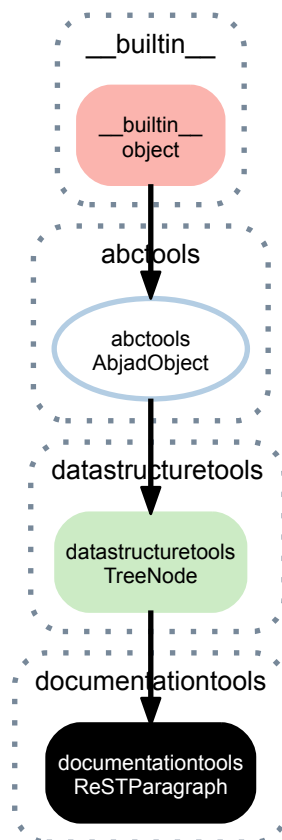 __builtin__
__builtin__
object
abctools
abctools
AbjadObject
datastructuretools
datastructuretools
TreeNode
documentationtools
documentationtools
ReSTParagraph